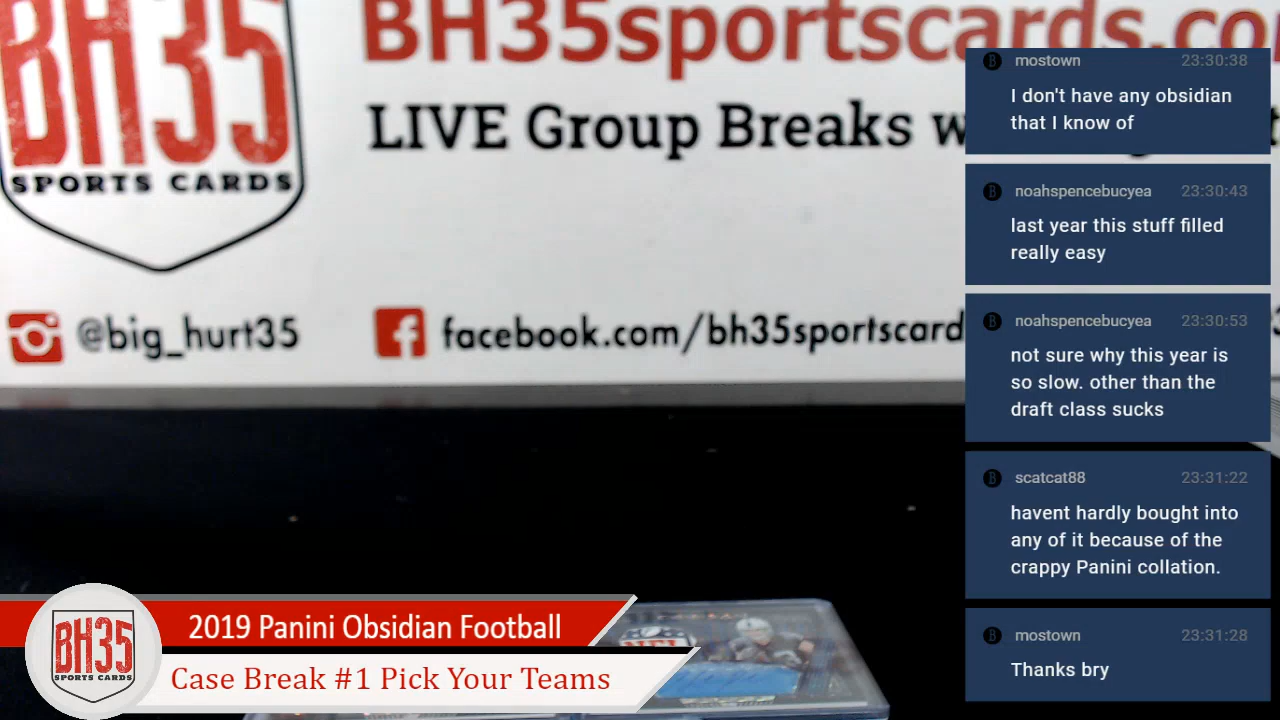 BH35
SPORTS CARDS
BH35sportscards.co
LIVE Group Breaks w
@big_hurt35
facebook.com/bh35sportscard
mostown 23:30:38
I don't have any obsidian
that I know of
noahspencebucyea 23:30:43
last year this stuff filled
really easy
noahspencebucyea 23:30:53
not sure why this year is
so slow. other than the
draft class sucks
scatcat88 23:31:22
havent hardly bought into
any of it because of the
crappy Panini collation.
mostown 23:31:28
Thanks bry
BH35
SPORTS CARDS
2019 Panini Obsidian Football
Case Break #1 Pick Your Teams
NFL